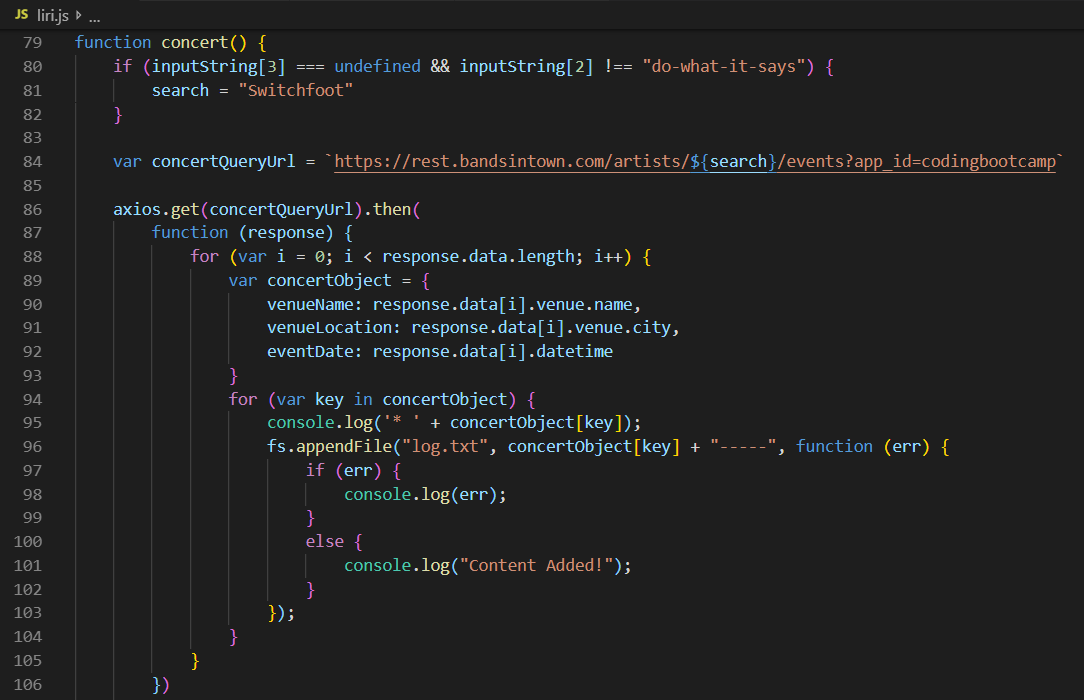 JS liri.js ▸ ...
79 function concert() {
80 if (inputString[3] === undefined && inputString[2] !== "do-what-it-says") {
81 search = "Switchfoot"
82 }
83
84 var concertQueryUrl = `https://rest.bandsintown.com/artists/${search}/events?app_id=codingbootcamp`
85
86 axios.get(concertQueryUrl).then(
87 function (response) {
88 for (var i = 0; i < response.data.length; i++) {
89 var concertObject = {
90 venueName: response.data[i].venue.name,
91 venueLocation: response.data[i].venue.city,
92 eventDate: response.data[i].datetime
93 }
94 for (var key in concertObject) {
95 console.log('* ' + concertObject[key]);
96 fs.appendFile("log.txt", concertObject[key] + "-----", function (err) {
97 if (err) {
98 console.log(err);
99 }
100 else {
101 console.log("Content Added!");
102 }
103 });
104 }
105 }
106 })